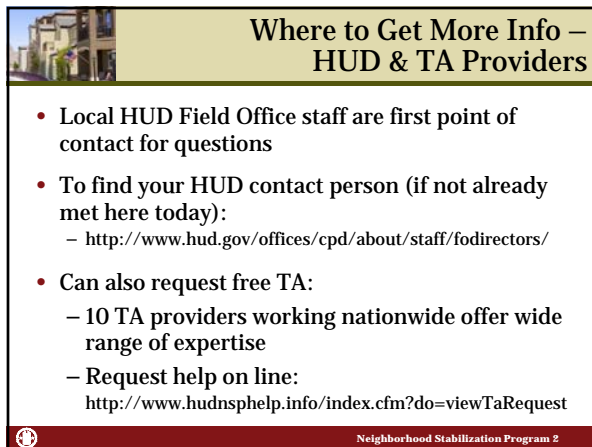 Where to Get More Info –
HUD & TA Providers
• Local HUD Field Office staff are first point of
contact for questions
• To find your HUD contact person (if not already
met here today):
– http://www.hud.gov/offices/cpd/about/staff/fodirectors/
• Can also request free TA:
– 10 TA providers working nationwide offer wide
range of expertise
– Request help on line:
http://www.hudnsphelp.info/index.cfm?do=viewTaRequest
Neighborhood Stabilization Program 2